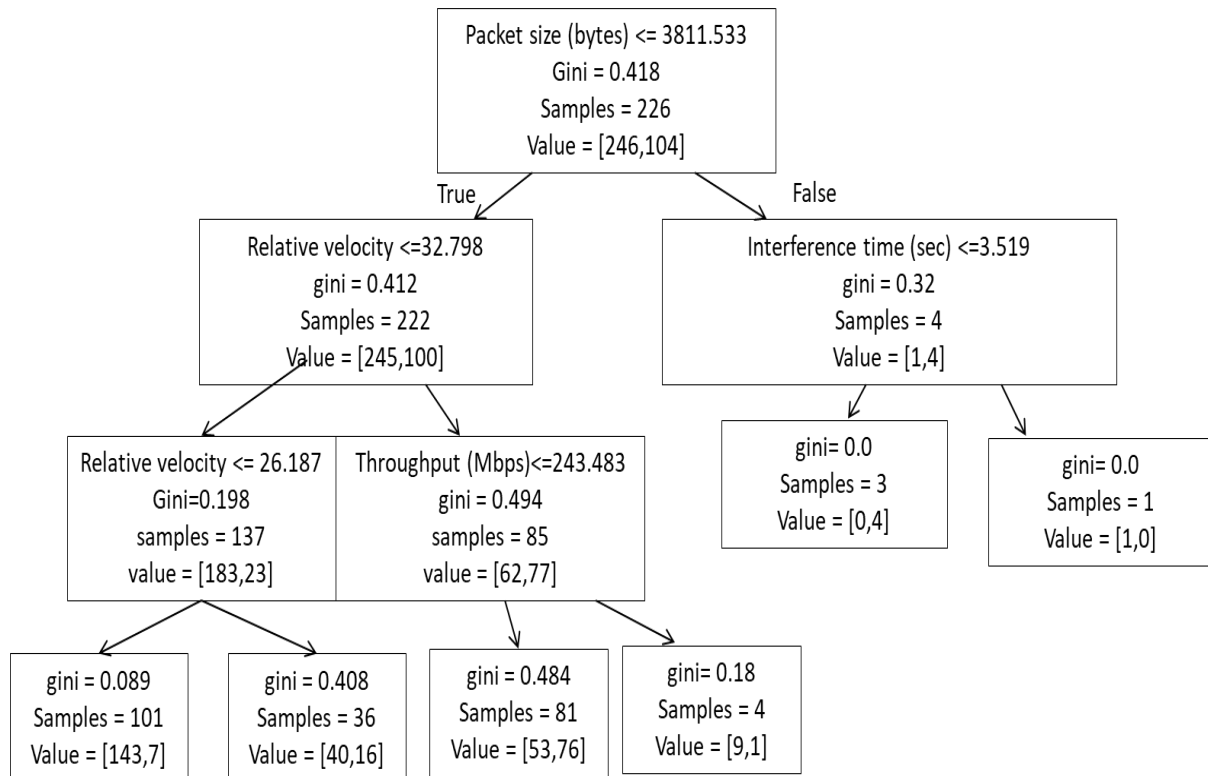 Packet size (bytes) <= 3811.533
Gini = 0.418
Samples = 226
Value = [246,104]
True
False
Relative velocity <=32.798
gini = 0.412
Samples = 222
Value = [245,100]
Interference time (sec) <=3.519
gini = 0.32
Samples = 4
Value = [1,4]
Relative velocity <= 26.187
Gini=0.198
samples = 137
value = [183,23]
Throughput (Mbps)<=243.483
gini = 0.494
samples = 85
value = [62,77]
gini= 0.0
Samples = 3
Value = [0,4]
gini= 0.0
Samples = 1
Value = [1,0]
gini = 0.089
Samples = 101
Value = [143,7]
gini = 0.408
Samples = 36
Value = [40,16]
gini = 0.484
Samples = 81
Value = [53,76]
gini = 0.18
Samples = 4
Value = [9,1]